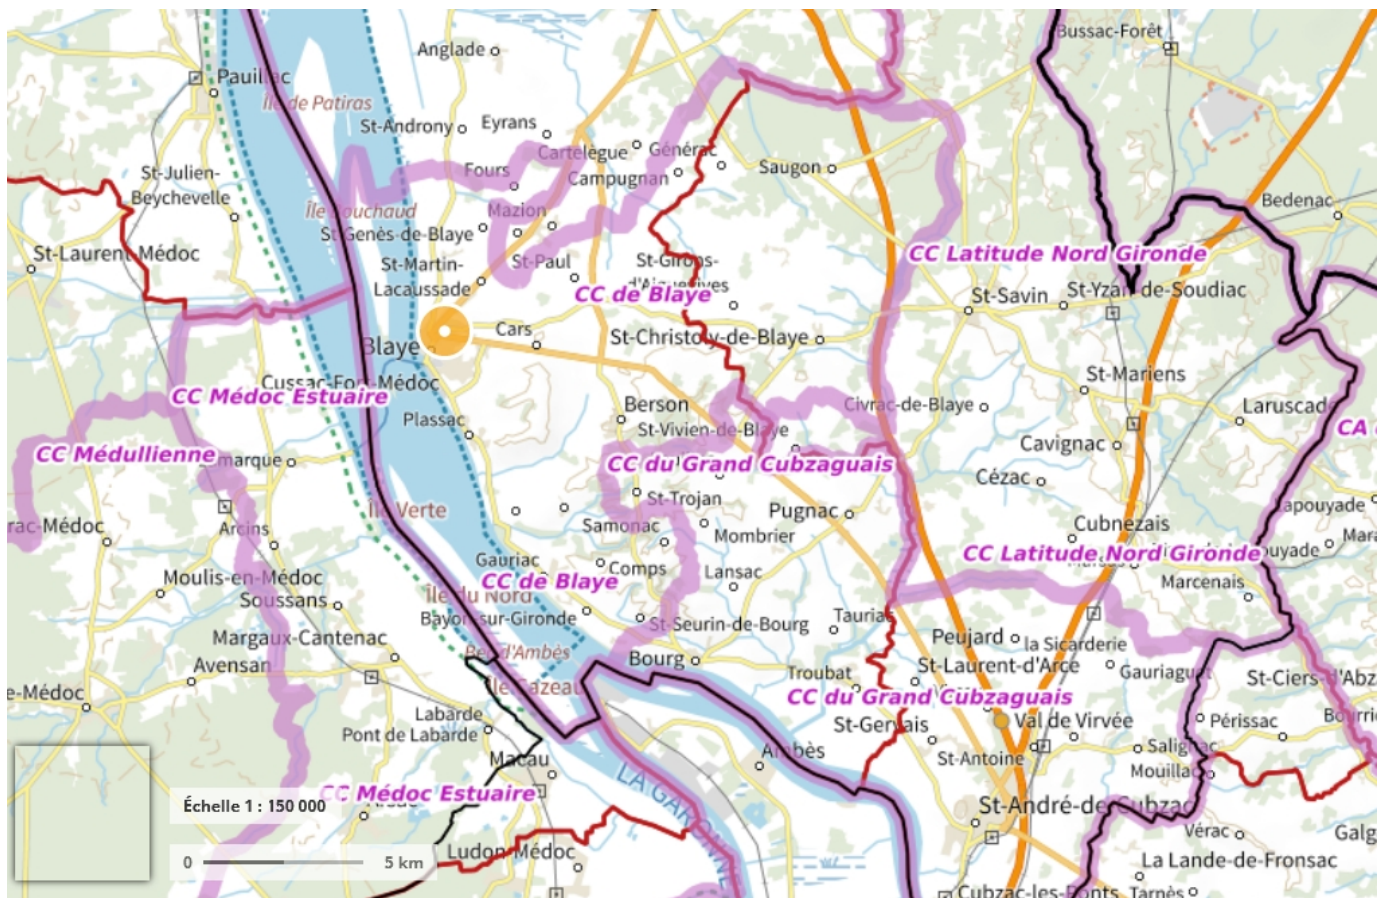 Bussac-Forêt
Anglade
Pauillac
Île de Patiras
St-Androny
Eyrans
Cartelègue
Générac
Saugon
St-Julien-
Beychevelle
Fours
Campugnan
Bedenac
Île Bouchaud
Mazion
St-Genès-de-Blaye
St-Laurent-Médoc
CC Latitude Nord Gironde
St-Martin-
Lacaussade
St-Paul
St-Girons-
d'Aiguevives
CC de Blaye
St-Savin
St-Yzan-de-Soudiac
Cars
St-Christoly-de-Blaye
Blaye
St-Mariens
Cussac-Fort-Médoc
CC Médoc Estuaire
Berson
Civrac-de-Blaye
Laruscade
Plassac
St-Vivien-de-Blaye
CA
Cavignac
CC Médullienne
CC du Grand Cubzaguais
Cézac
St-Trojan
Île Verte
Pugnac
Samonac
Mombrier
Cubnezais
Arcins
Gauriac
Comps
Lansac
CC Latitude Nord Gironde
Marsas
Marcenais
Moulis-en-Médoc
CC de Blaye
Île du Nord
Soussans
Bayon-sur-Gironde
St-Seurin-de-Bourg
Tauriac
Margaux-Cantenac
Peujard
la Sicarderie
Bec d'Ambès
Bourg
St-Laurent-d'Arce
Avensan
Troubat
Gauriaguet
Île Cazeau
CC du Grand Cubzaguais
Labarde
Pont de Labarde
St-Gervais
Val de Virvée
Périssac
Macau
Ambès
St-Antoine
Salignac
Mouillac
CC Médoc Estuaire
LA GARONNE
Échelle 1 : 150 000
St-André-de-Cubzac
Vérac
0
5 km
Ludon-Médoc
La Lande-de-Fronsac
Cubzac-les-Ponts
Tarnès